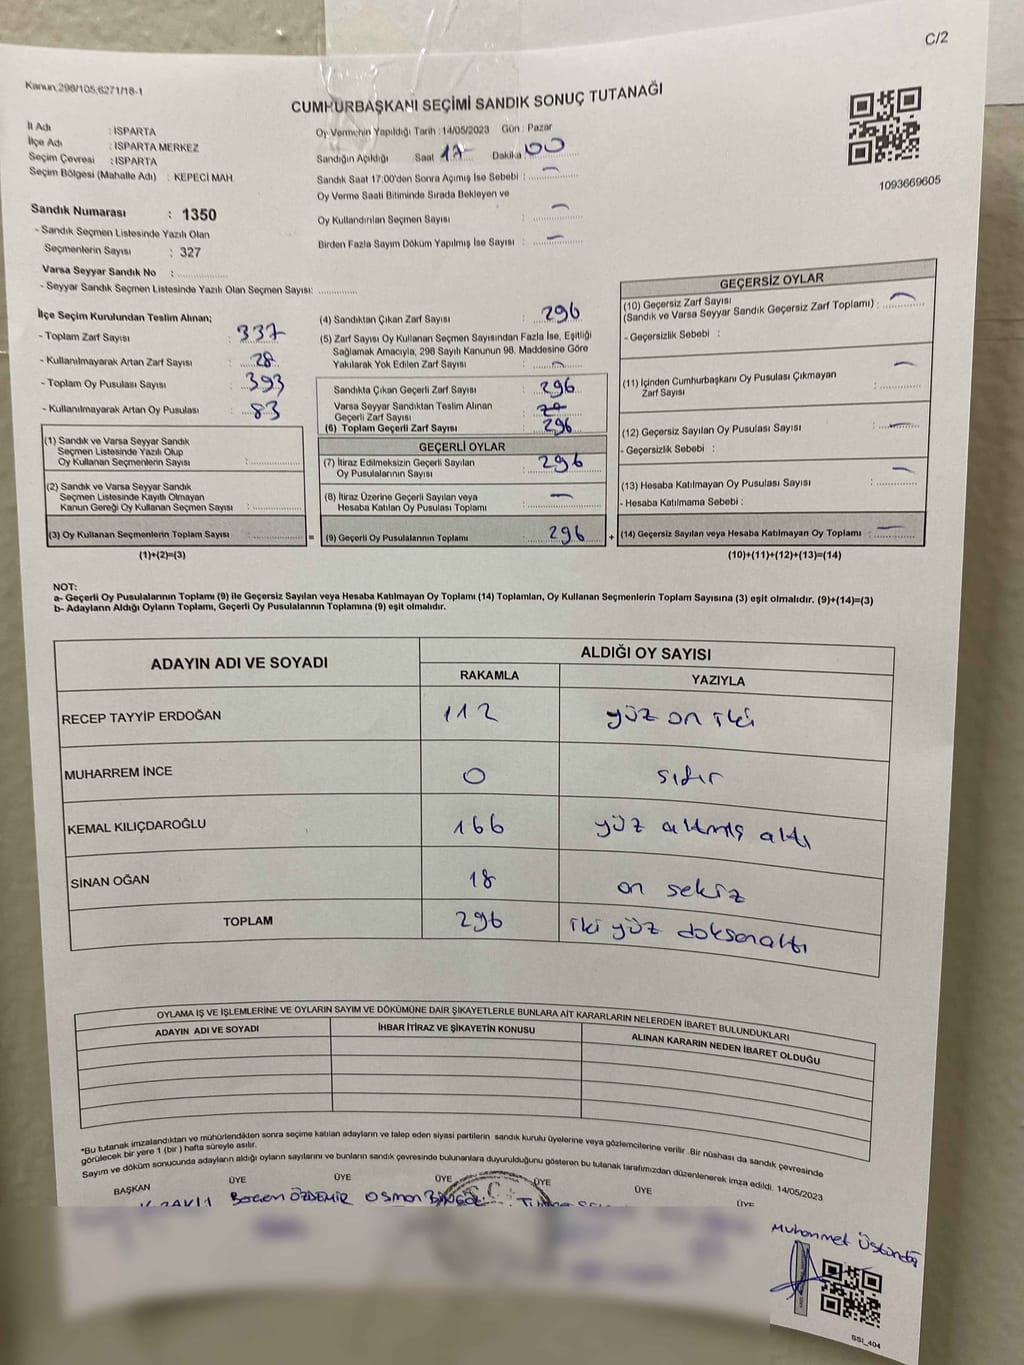 C/2
Kanun;298/105;6271/18-1
CUMHURBAŞKANI SEÇİMİ SANDIK SONUÇ TUTANAĞI
İl Adı : ISPARTA
İlçe Adı : ISPARTA MERKEZ
Seçim Çevresi : ISPARTA
Seçim Bölgesi (Mahalle Adı) : KEPECİ MAH.
Sandık Numarası : 1350
- Sandık Seçmen Listesinde Yazılı Olan
Seçmenlerin Sayısı : 327
Varsa Seyyar Sandık No :
- Seyyar Sandık Seçmen Listesinde Yazılı Olan Seçmen Sayısı:
Oy Vermenin Yapıldığı Tarih : 14/05/2023 Gün : Pazar
Sandığın Açıldığı Saat 17 Dakika 00
Sandık Saat 17:00'den Sonra Açımış İse Sebebi : —
Oy Verme Saati Bitiminde Sırada Bekleyen ve
Oy Kullandırılan Seçmen Sayısı : —
Birden Fazla Sayım Döküm Yapılmış İse Sayısı : —
1093669605
İlçe Seçim Kurulundan Teslim Alınan;
- Toplam Zarf Sayısı : 337
- Kullanılmayarak Artan Zarf Sayısı : 28
- Toplam Oy Pusulası Sayısı : 393
- Kullanılmayarak Artan Oy Pusulası : 83
(1) Sandık ve Varsa Seyyar Sandık
Seçmen Listesinde Yazılı Olup
Oy Kullanan Seçmenlerin Sayısı :
(2) Sandık ve Varsa Seyyar Sandık
Seçmen Listesinde Kayıtlı Olmayan
Kanun Gereği Oy Kullanan Seçmen Sayısı :
(3) Oy Kullanan Seçmenlerin Toplam Sayısı :
(1)+(2)=(3)
(4) Sandıktan Çıkan Zarf Sayısı : 296
(5) Zarf Sayısı Oy Kullanan Seçmen Sayısından Fazla İse, Eşitliği
Sağlamak Amacıyla, 298 Sayılı Kanunun 98. Maddesine Göre
Yakılarak Yok Edilen Zarf Sayısı : —
Sandıkta Çıkan Geçerli Zarf Sayısı : 296
Varsa Seyyar Sandıktan Teslim Alınan
Geçerli Zarf Sayısı :
(6) Toplam Geçerli Zarf Sayısı : 296
GEÇERLİ OYLAR
(7) İtiraz Edilmeksizin Geçerli Sayılan
Oy Pusulalarının Sayısı : 296
(8) İtiraz Üzerine Geçerli Sayılan veya
Hesaba Katılan Oy Pusulası Toplamı : —
= (9) Geçerli Oy Pusulalarının Toplamı : 296 +
GEÇERSİZ OYLAR
(10) Geçersiz Zarf Sayısı
(Sandık ve Varsa Seyyar Sandık Geçersiz Zarf Toplamı) : —
- Geçersizlik Sebebi :
(11) İçinden Cumhurbaşkanı Oy Pusulası Çıkmayan
Zarf Sayısı : —
(12) Geçersiz Sayılan Oy Pusulası Sayısı : —
- Geçersizlik Sebebi :
(13) Hesaba Katılmayan Oy Pusulası Sayısı : —
- Hesaba Katılmama Sebebi :
(14) Geçersiz Sayılan veya Hesaba Katılmayan Oy Toplamı : —
(10)+(11)+(12)+(13)=(14)
NOT:
a- Geçerli Oy Pusulalarının Toplamı (9) ile Geçersiz Sayılan veya Hesaba Katılmayan Oy Toplamı (14) Toplamları, Oy Kullanan Seçmenlerin Toplam Sayısına (3) eşit olmalıdır. (9)+(14)=(3)
b- Adayların Aldığı Oyların Toplamı, Geçerli Oy Pusulalarının Toplamına (9) eşit olmalıdır.
ADAYIN ADI VE SOYADI ALDIĞI OY SAYISI
RAKAMLA YAZIYLA
RECEP TAYYİP ERDOĞAN 112 yüz on iki
MUHARREM İNCE 0 sıfır
KEMAL KILIÇDAROĞLU 166 yüz altmış altı
SİNAN OĞAN 18 on sekiz
TOPLAM 296 iki yüz doksanaltı
OYLAMA İŞ VE İŞLEMLERİNE VE OYLARIN SAYIM VE DÖKÜMÜNE DAİR ŞİKAYETLERLE BUNLARA AİT KARARLARIN NELERDEN İBARET BULUNDUKLARI
ADAYIN ADI VE SOYADI İHBAR İTİRAZ VE ŞİKAYETİN KONUSU ALINAN KARARIN NEDEN İBARET OLDUĞU
*Bu tutanak imzalandıktan ve mühürlendikten sonra seçime katılan adayların ve talep eden siyasi partilerin sandık kurulu üyelerine veya gözlemcilerine verilir. Bir nüshası da sandık çevresinde
görülecek bir yere 1 (bir) hafta süreyle asılır.
Sayım ve döküm sonucunda adayların aldığı oyların sayılarını ve bunların sandık çevresinde bulunanlara duyurulduğunu gösteren bu tutanak tarafımızdan düzenlenerek imza edildi. 14/05/2023
BAŞKAN ÜYE ÜYE ÜYE ÜYE ÜYE
ÖZDEMİR Osman
Muhammet Üstündağ
SSI_404